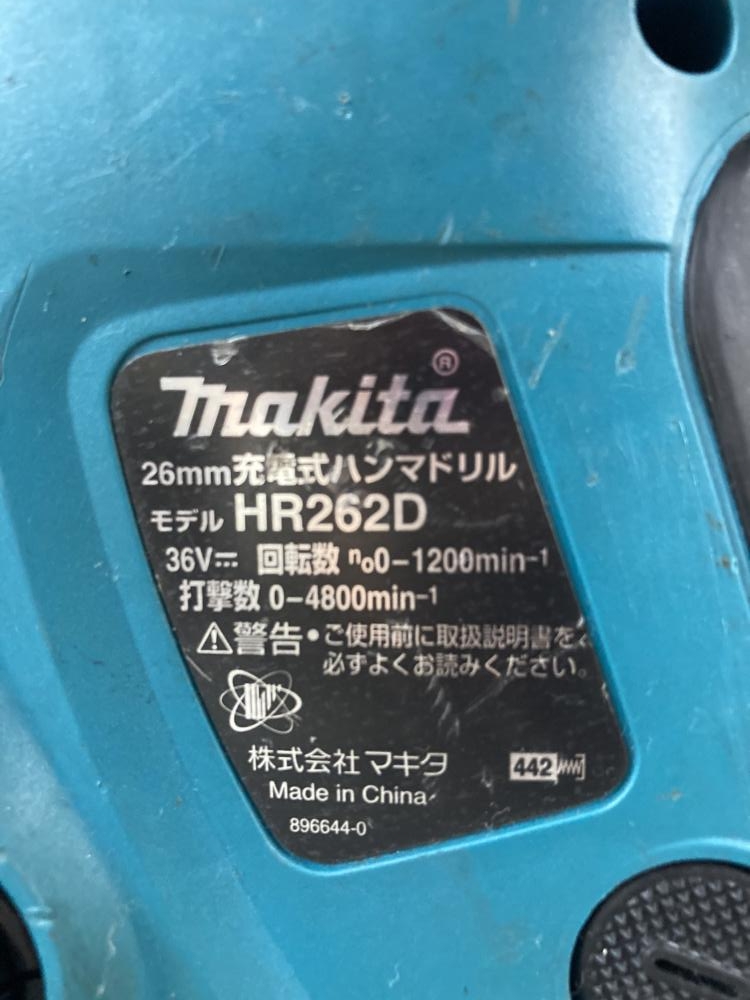 makita®
26mm充電式ハンマドリル
モデル HR262D
36V⎓ 回転数 n₀0-1200min⁻¹
打撃数 0-4800min⁻¹
⚠警告・ご使用前に取扱説明書を
必ずよくお読みください。
株式会社マキタ 442
Made in China
896644-0